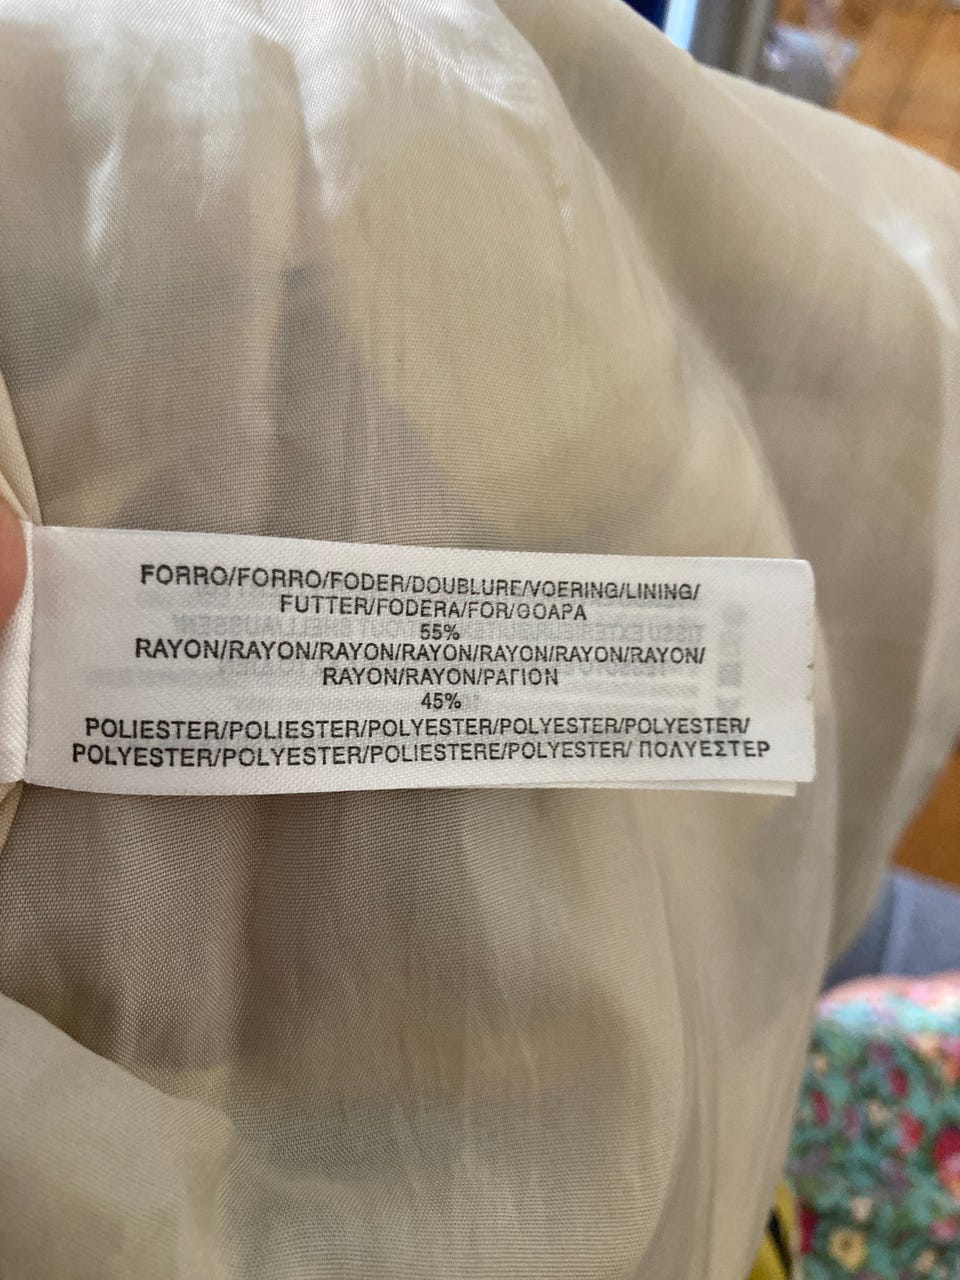 FORRO/FORRO/FODER/DOUBLURE/VOERING/LINING/
FUTTER/FODERA/FOR/GOAPA
55%
RAYON/RAYON/RAYON/RAYON/RAYON/RAYON/RAYON/
RAYON/RAYON/ΡΑΓΙΟΝ
45%
POLIESTER/POLIESTER/POLYESTER/POLYESTER/POLYESTER/
POLYESTER/POLYESTER/POLIESTERE/POLYESTER/ ΠΟΛΥΕΣΤΕΡ